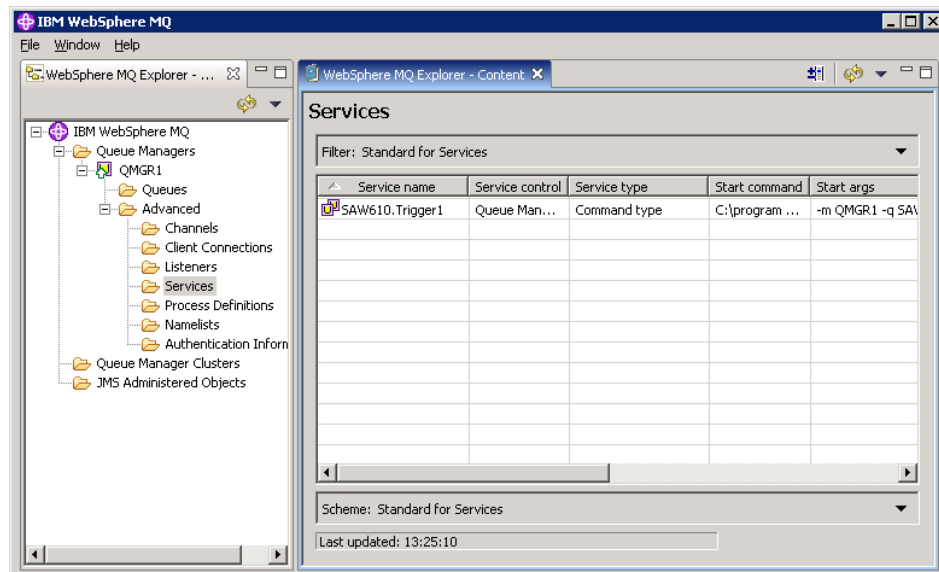 IBM WebSphere MQ
File Window Help
WebSphere MQ Explorer - ...
IBM WebSphere MQ
Queue Managers
QMGR1
Queues
Advanced
Channels
Client Connections
Listeners
Services
Process Definitions
Namelists
Authentication Inforn
Queue Manager Clusters
JMS Administered Objects
WebSphere MQ Explorer - Content
Services
Filter: Standard for Services
Service name Service control Service type Start command Start args
SAW610.Trigger1 Queue Man... Command type C:\program ... -m QMGR1 -q SAW
Scheme: Standard for Services
Last updated: 13:25:10